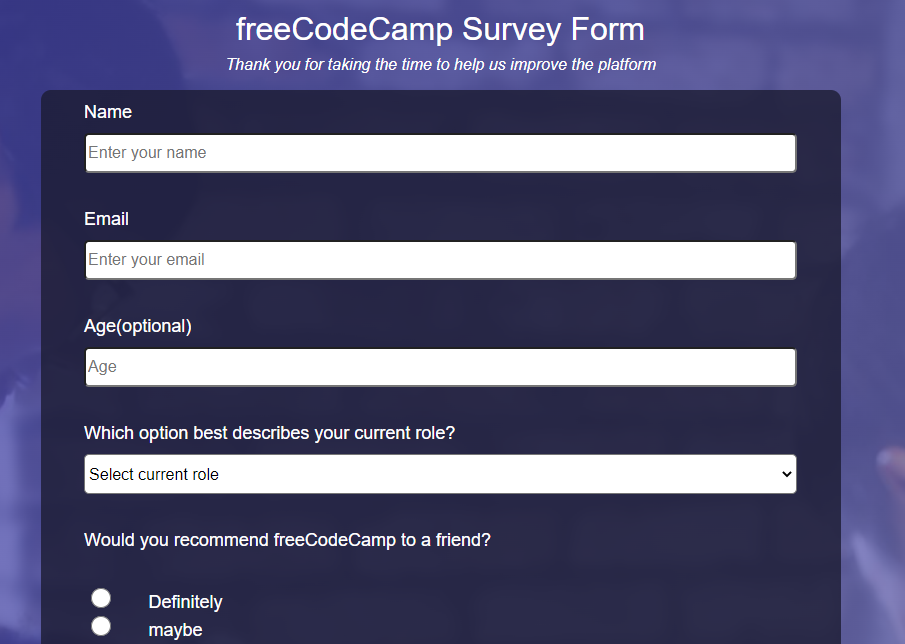 freeCodeCamp Survey Form
Thank you for taking the time to help us improve the platform
Name
Enter your name
Email
Enter your email
Age(optional)
Age
Which option best describes your current role?
Select current role
Would you recommend freeCodeCamp to a friend?
Definitely
maybe